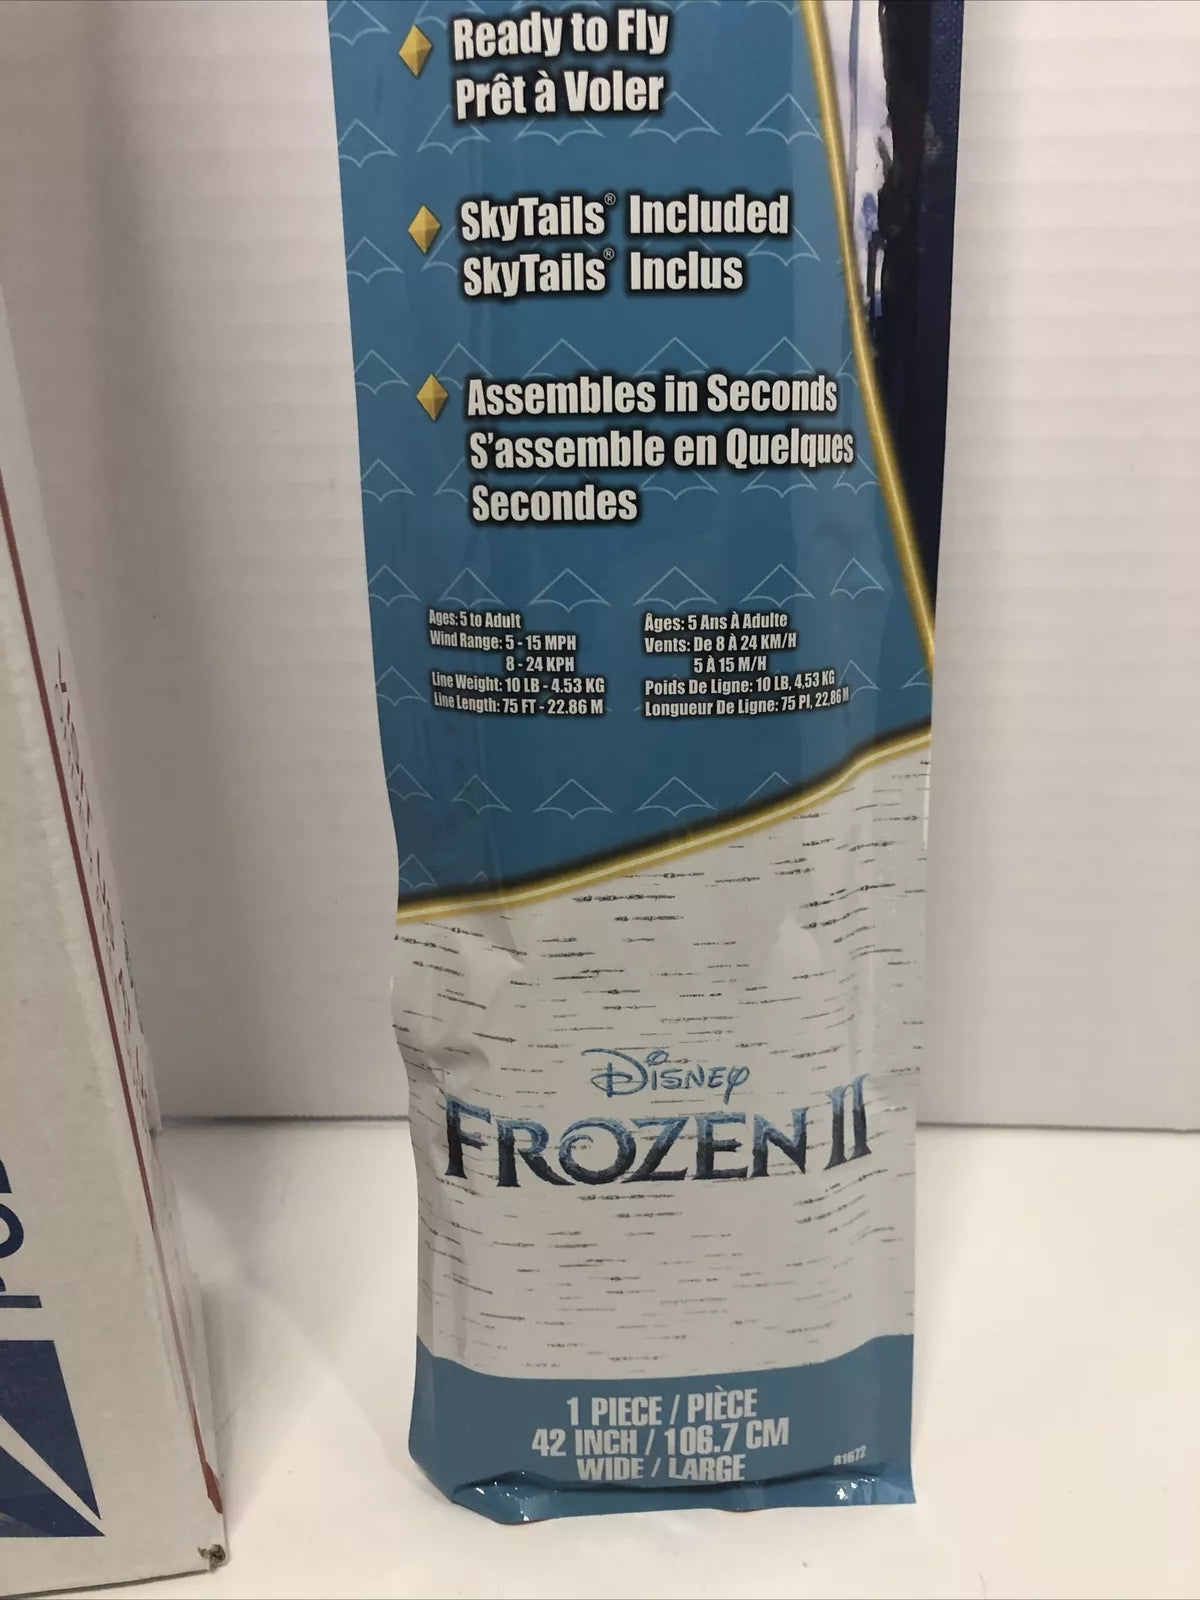 Ready to Fly
Prêt à Voler
SkyTails® Included
SkyTails® Inclus
Assembles in Seconds
S'assemble en Quelques
Secondes
Ages: 5 to Adult
Wind Range: 5 - 15 MPH
8 - 24 KPH
Line Weight: 10 LB - 4.53 KG
Line Length: 75 FT - 22.86 M
Âges: 5 Ans À Adulte
Vents: De 8 À 24 KM/H
5 À 15 M/H
Poids De Ligne: 10 LB, 4,53 KG
Longueur De Ligne: 75 PI, 22,86 M
DISNEY
FROZEN II
1 PIECE / PIÈCE
42 INCH / 106.7 CM
WIDE / LARGE
81672